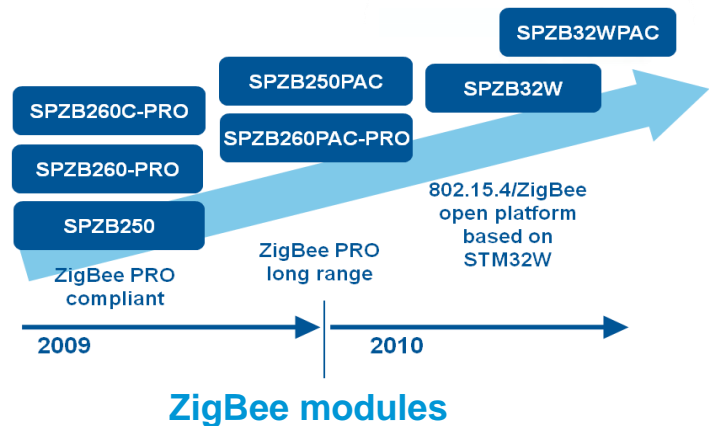 SPZB32WPAC
SPZB250PAC
SPZB32W
SPZB260C-PRO
SPZB260PAC-PRO
SPZB260-PRO
SPZB250
802.15.4/ZigBee
open platform
based on
STM32W
ZigBee PRO
long range
ZigBee PRO
compliant
2009
2010
ZigBee modules